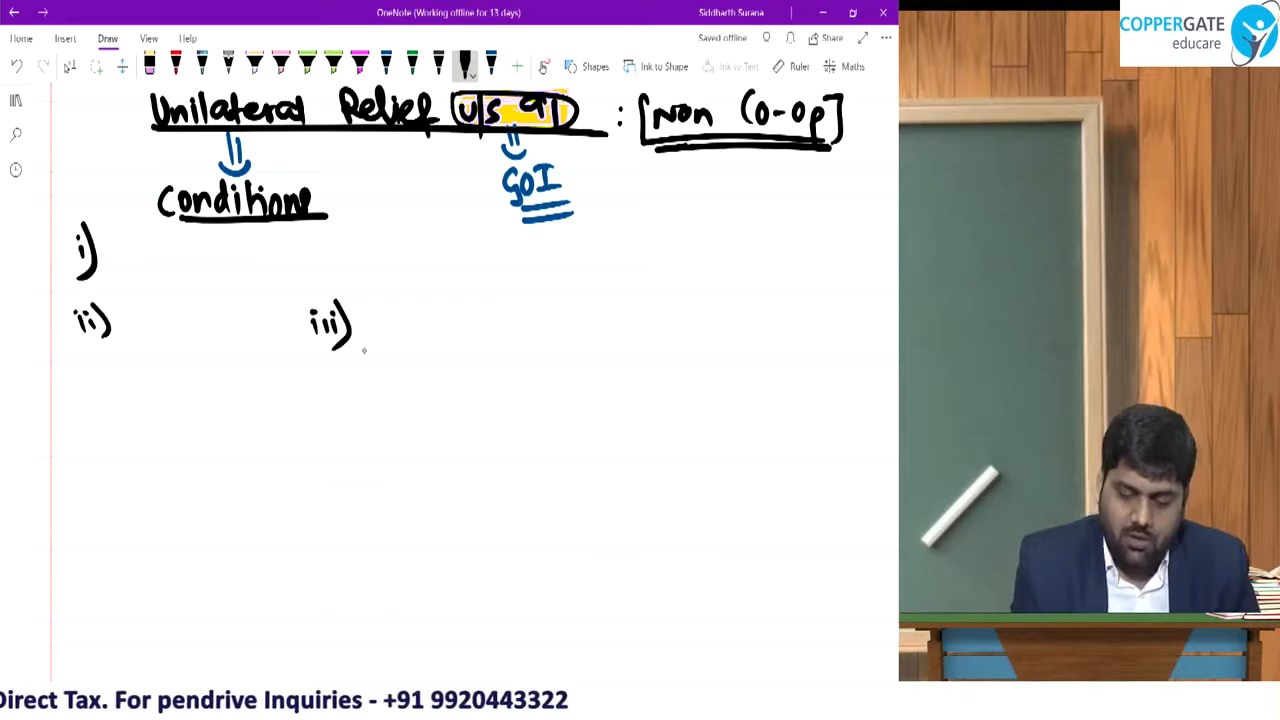 OneNote (Working offline for 13 days)
Siddharth Surana
Home Insert Draw View Help
Saved offline Share
Shapes Ink to Shape Ink to Text Ruler Maths
Unilateral Relief U|S 91 : [Non Co-op]
GOI
Conditions
i)
ii) iii)
COPPERGATE
educare
Direct Tax. For pendrive Inquiries - +91 9920443322